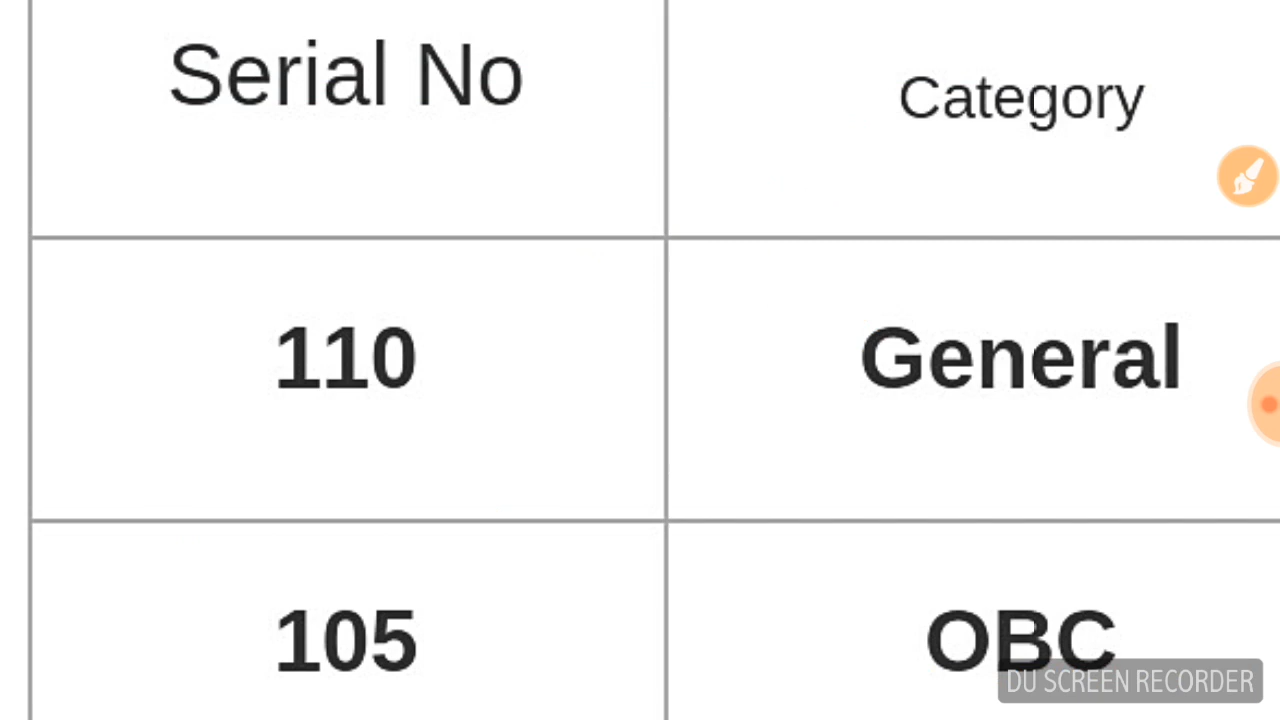 Serial No
Category
110
General
105
OBC
DU SCREEN RECORDER